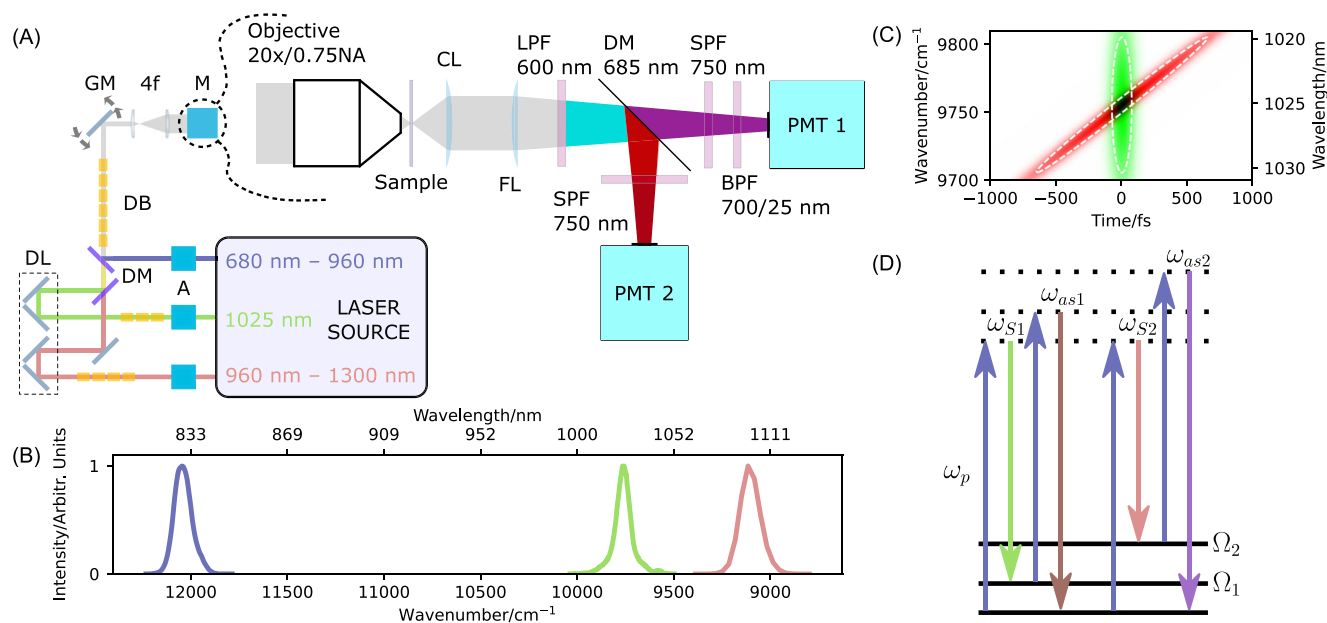 (A)
Objective
20x/0.75NA
GM
4f
M
CL
LPF
600 nm
DM
685 nm
SPF
750 nm
PMT 1
Sample
FL
SPF
750 nm
BPF
700/25 nm
PMT 2
DB
DL
DM
A
680 nm – 960 nm
1025 nm
LASER
SOURCE
960 nm – 1300 nm
(B)
Wavelength/nm
833 869 909 952 1000 1052 1111
Intensity/Arbitr. Units
1
0
12000 11500 11000 10500 10000 9500 9000
Wavenumber/cm⁻¹
(C)
Wavenumber/cm⁻¹
9800
9750
9700
1020
1025
1030
Wavelength/nm
−1000 −500 0 500 1000
Time/fs
(D)
ω_as2
ω_as1
ω_S1
ω_S2
ω_p
Ω₂
Ω₁